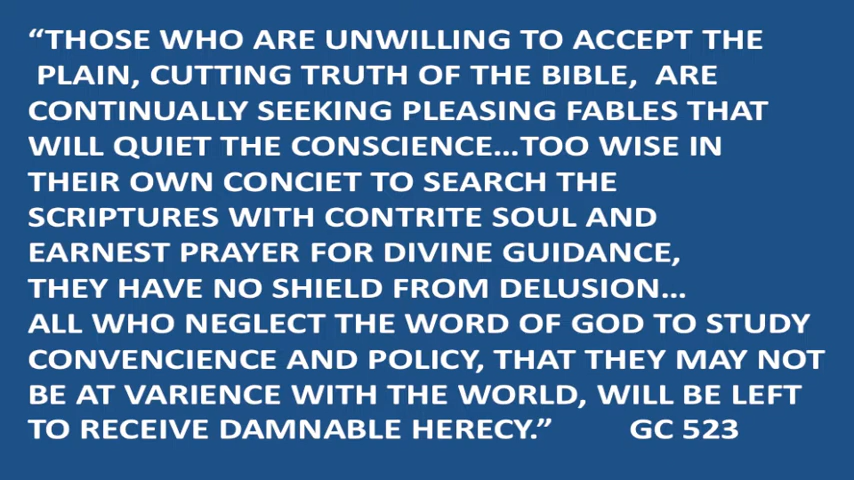 “THOSE WHO ARE UNWILLING TO ACCEPT THE
PLAIN, CUTTING TRUTH OF THE BIBLE, ARE
CONTINUALLY SEEKING PLEASING FABLES THAT
WILL QUIET THE CONSCIENCE…TOO WISE IN
THEIR OWN CONCIET TO SEARCH THE
SCRIPTURES WITH CONTRITE SOUL AND
EARNEST PRAYER FOR DIVINE GUIDANCE,
THEY HAVE NO SHIELD FROM DELUSION…
ALL WHO NEGLECT THE WORD OF GOD TO STUDY
CONVENCIENCE AND POLICY, THAT THEY MAY NOT
BE AT VARIENCE WITH THE WORLD, WILL BE LEFT
TO RECEIVE DAMNABLE HERECY.” GC 523